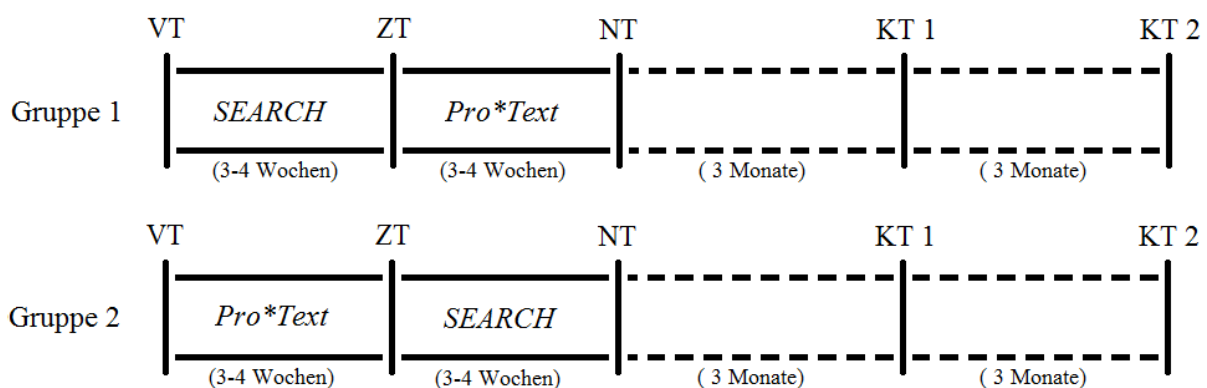 VT ZT NT KT 1 KT 2
Gruppe 1 SEARCH Pro*Text
(3-4 Wochen) (3-4 Wochen) ( 3 Monate) ( 3 Monate)
VT ZT NT KT 1 KT 2
Gruppe 2 Pro*Text SEARCH
(3-4 Wochen) (3-4 Wochen) ( 3 Monate) ( 3 Monate)